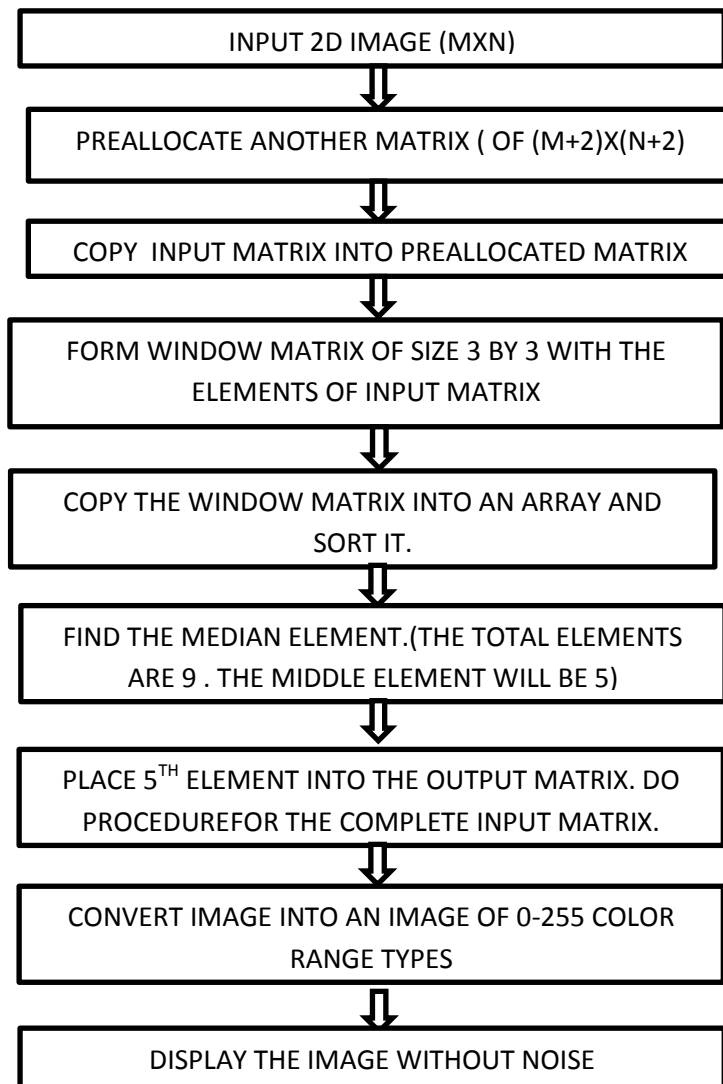 INPUT 2D IMAGE (MXN)
PREALLOCATE ANOTHER MATRIX ( OF (M+2)X(N+2)
COPY INPUT MATRIX INTO PREALLOCATED MATRIX
FORM WINDOW MATRIX OF SIZE 3 BY 3 WITH THE
ELEMENTS OF INPUT MATRIX
COPY THE WINDOW MATRIX INTO AN ARRAY AND
SORT IT.
FIND THE MEDIAN ELEMENT.(THE TOTAL ELEMENTS
ARE 9 . THE MIDDLE ELEMENT WILL BE 5)
PLACE 5TH ELEMENT INTO THE OUTPUT MATRIX. DO
PROCEDUREFOR THE COMPLETE INPUT MATRIX.
CONVERT IMAGE INTO AN IMAGE OF 0-255 COLOR
RANGE TYPES
DISPLAY THE IMAGE WITHOUT NOISE